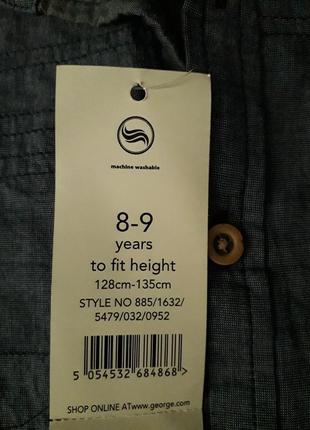 machine washable
8-9
years
to fit height
128cm-135cm
STYLE NO 885/1632/
5479/032/0952
5 054532 684868 >
SHOP ONLINE ATwww.george.com